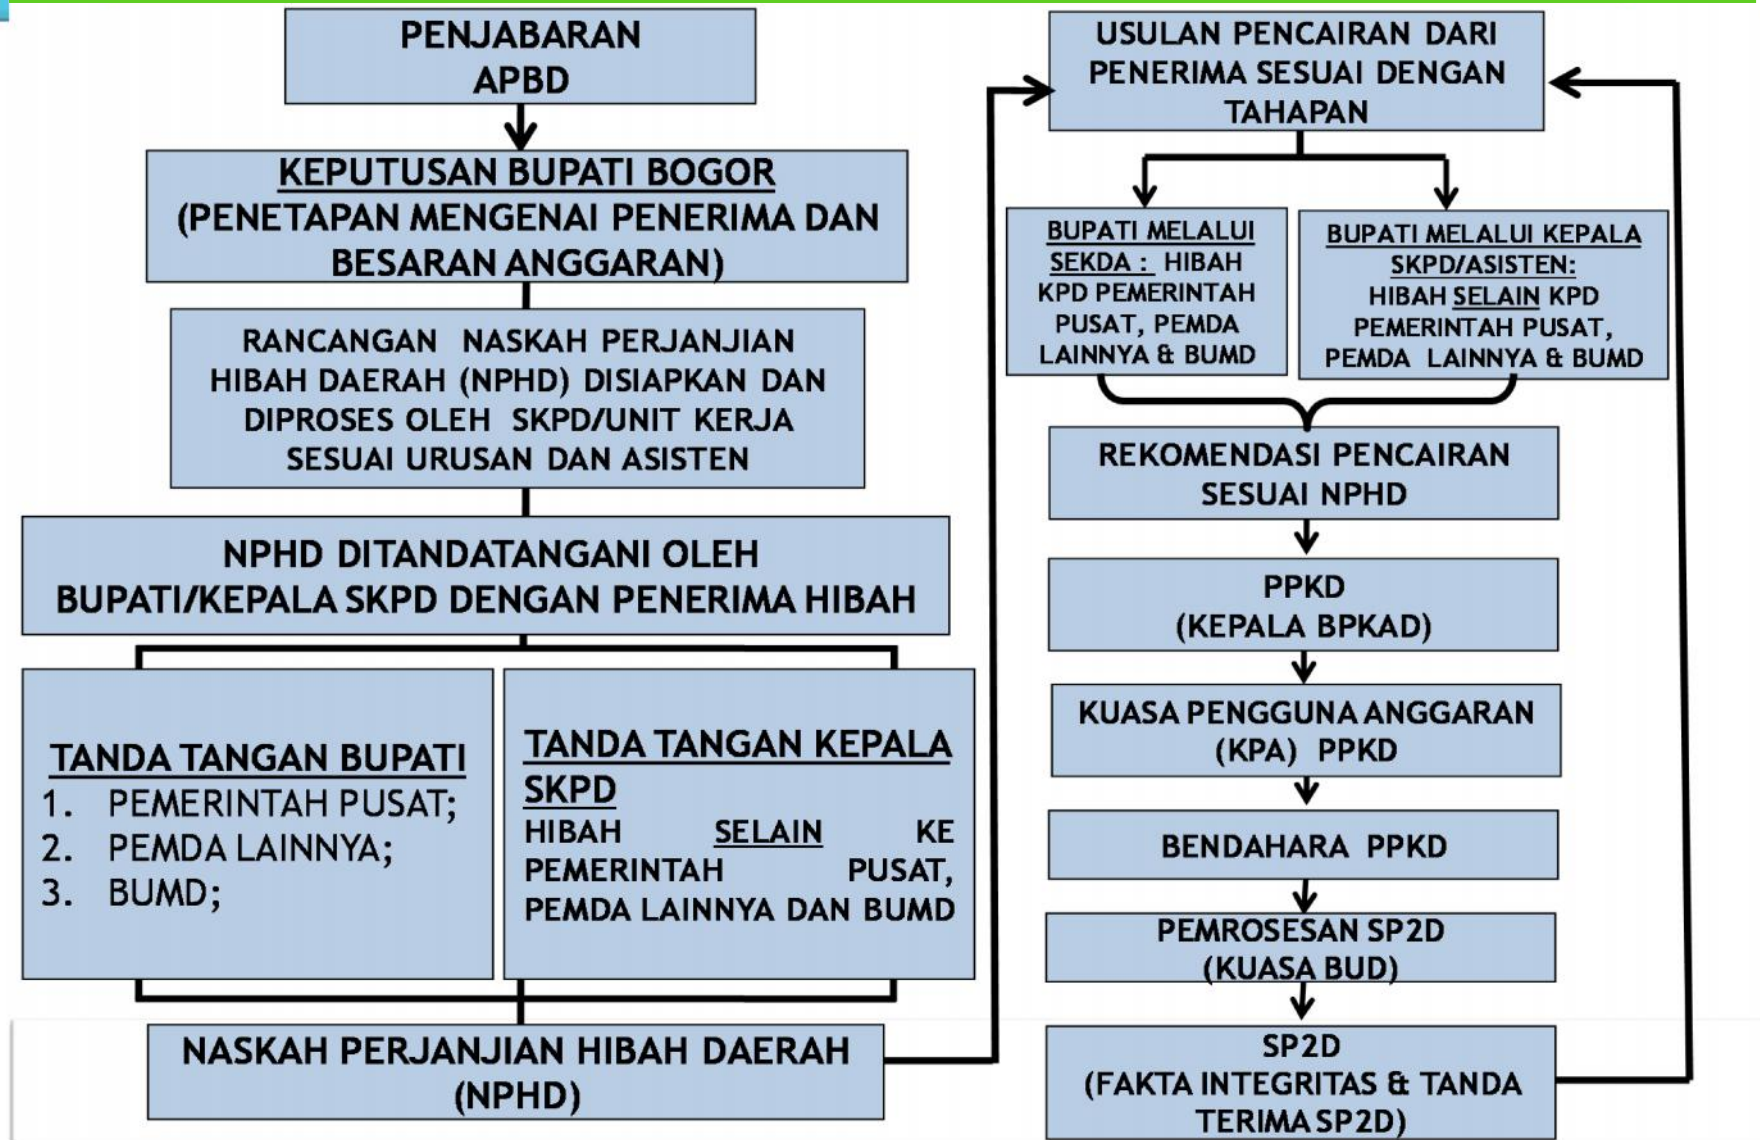 PENJABARAN
APBD
KEPUTUSAN BUPATI BOGOR
(PENETAPAN MENGENAI PENERIMA DAN
BESARAN ANGGARAN)
RANCANGAN NASKAH PERJANJIAN
HIBAH DAERAH (NPHD) DISIAPKAN DAN
DIPROSES OLEH SKPD/UNIT KERJA
SESUAI URUSAN DAN ASISTEN
NPHD DITANDATANGANI OLEH
BUPATI/KEPALA SKPD DENGAN PENERIMA HIBAH
TANDA TANGAN BUPATI
1. PEMERINTAH PUSAT;
2. PEMDA LAINNYA;
3. BUMD;
TANDA TANGAN KEPALA
SKPD
HIBAH SELAIN KE
PEMERINTAH PUSAT,
PEMDA LAINNYA DAN BUMD
NASKAH PERJANJIAN HIBAH DAERAH
(NPHD)
USULAN PENCAIRAN DARI
PENERIMA SESUAI DENGAN
TAHAPAN
BUPATI MELALUI
SEKDA : HIBAH
KPD PEMERINTAH
PUSAT, PEMDA
LAINNYA & BUMD
BUPATI MELALUI KEPALA
SKPD/ASISTEN:
HIBAH SELAIN KPD
PEMERINTAH PUSAT,
PEMDA LAINNYA & BUMD
REKOMENDASI PENCAIRAN
SESUAI NPHD
PPKD
(KEPALA BPKAD)
KUASA PENGGUNA ANGGARAN
(KPA) PPKD
BENDAHARA PPKD
PEMROSESAN SP2D
(KUASA BUD)
SP2D
(FAKTA INTEGRITAS & TANDA
TERIMA SP2D)